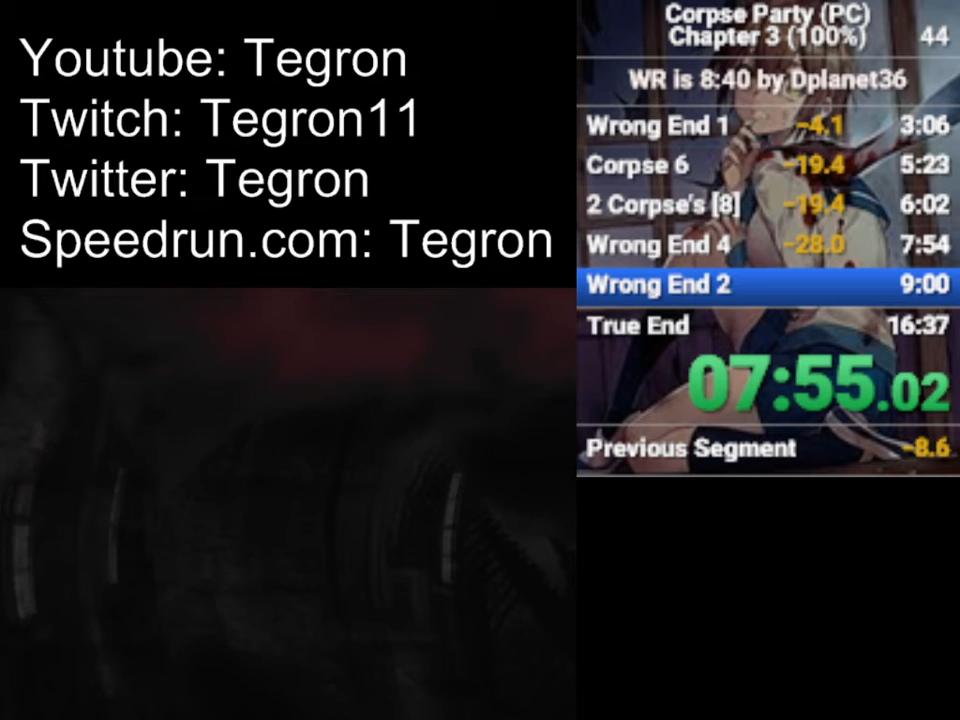 Youtube: Tegron
Twitch: Tegron11
Twitter: Tegron
Speedrun.com: Tegron
Corpse Party (PC)
Chapter 3 (100%) 44
WR is 8:40 by Dplanet36
Wrong End 1 -4.1 3:06
Corpse 6 -19.4 5:23
2 Corpse's [8] -19.4 6:02
Wrong End 4 -28.0 7:54
Wrong End 2 9:00
True End 16:37
07:55.02
Previous Segment -8.6